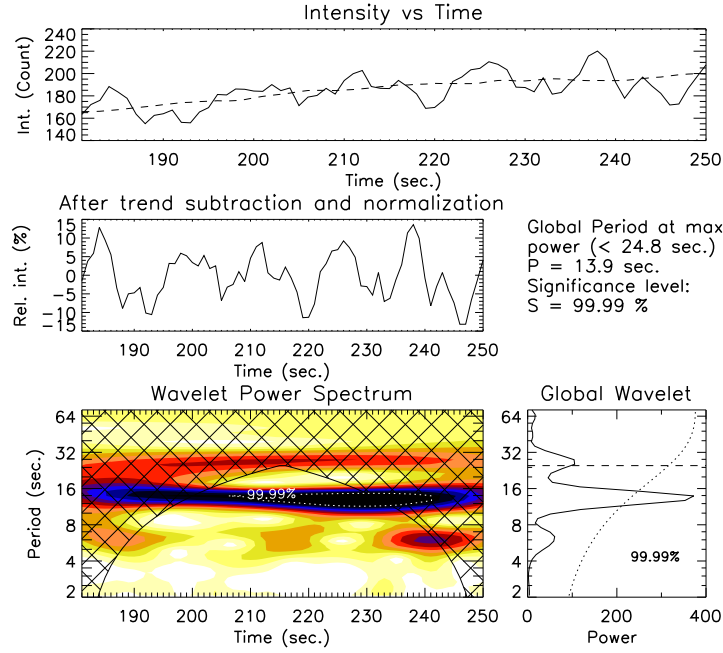 Intensity vs Time
240
220
200
180
160
140
Int. (Count)
190 200 210 220 230 240 250
Time (sec.)
After trend subtraction and normalization
15
10
5
0
−5
−10
−15
Rel. int. (%)
190 200 210 220 230 240 250
Time (sec.)
Global Period at max
power (< 24.8 sec.)
P = 13.9 sec.
Significance level:
S = 99.99 %
Wavelet Power Spectrum
64
32
16
8
4
2
Period (sec.)
99.99%
190 200 210 220 230 240 250
Time (sec.)
Global Wavelet
64
32
16
8
4
2
99.99%
0 200 400
Power